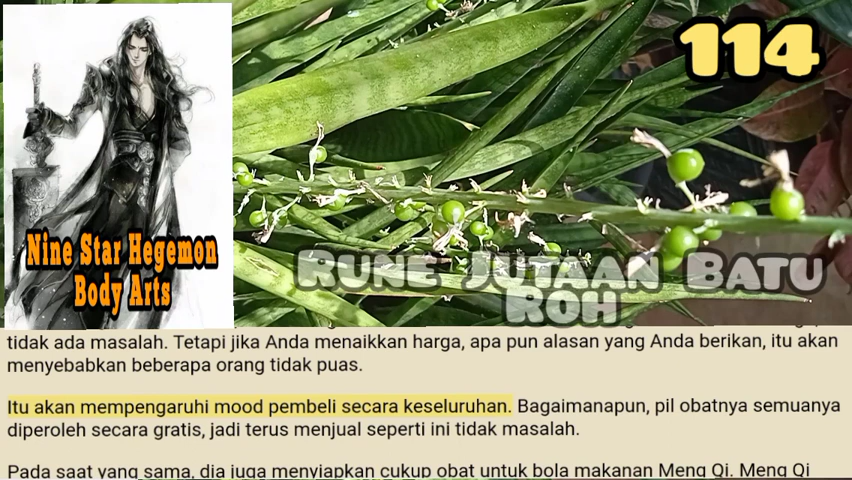 114
Nine Star Hegemon
Body Arts
Rune Jutaan Batu
Roh
tidak ada masalah. Tetapi jika Anda menaikkan harga, apa pun alasan yang Anda berikan, itu akan
menyebabkan beberapa orang tidak puas.
Itu akan mempengaruhi mood pembeli secara keseluruhan. Bagaimanapun, pil obatnya semuanya
diperoleh secara gratis, jadi terus menjual seperti ini tidak masalah.
Pada saat yang sama, dia juga menyiapkan cukup obat untuk bola makanan Meng Qi. Meng Qi